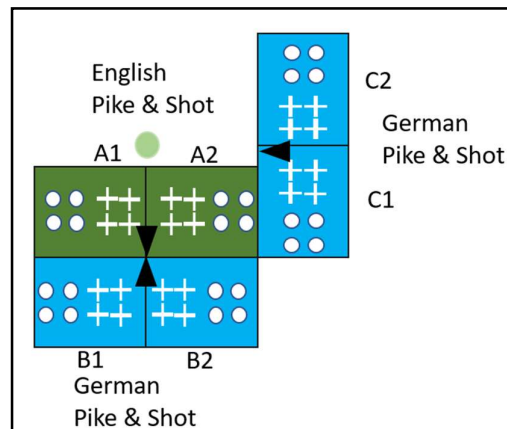 English
Pike & Shot
A1
A2
C2
German
Pike & Shot
C1
B1
B2
German
Pike & Shot